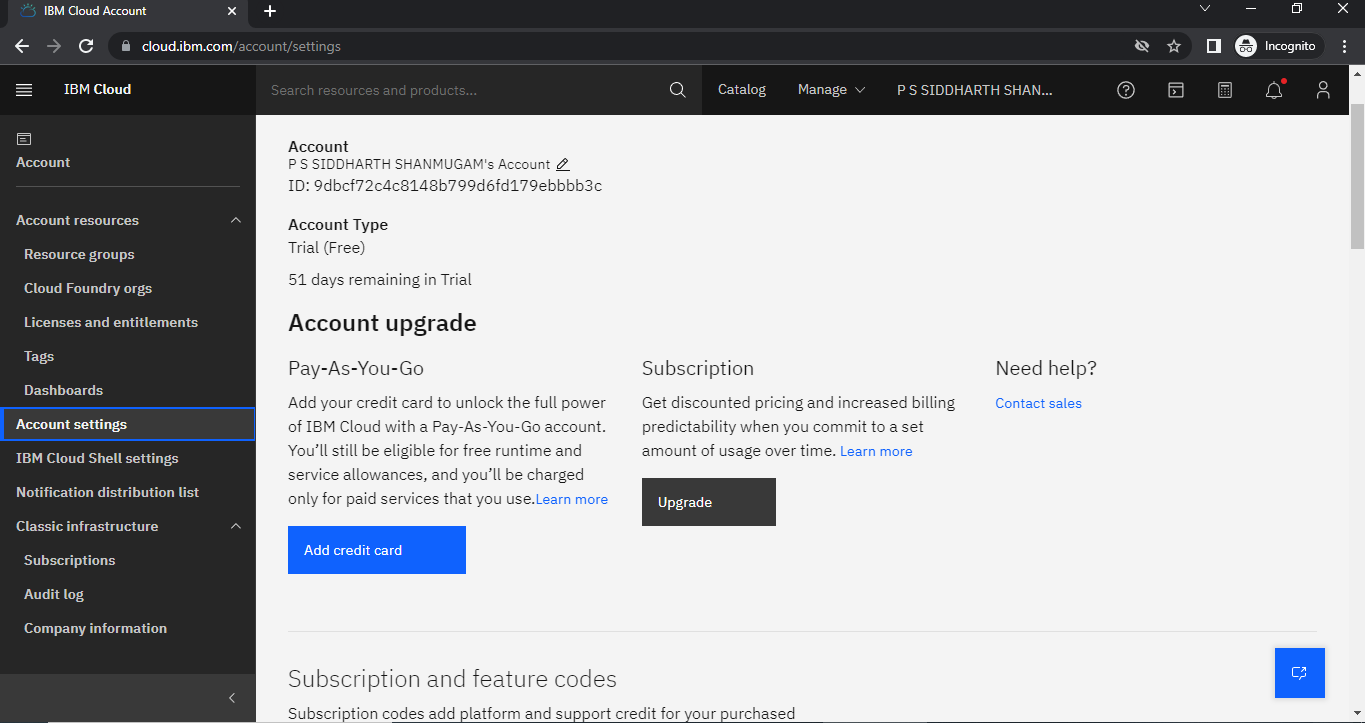 IBM Cloud Account
cloud.ibm.com/account/settings
Incognito
IBM Cloud
Search resources and products...
Catalog
Manage
P S SIDDHARTH SHAN...
Account
Account resources
Resource groups
Cloud Foundry orgs
Licenses and entitlements
Tags
Dashboards
Account settings
IBM Cloud Shell settings
Notification distribution list
Classic infrastructure
Subscriptions
Audit log
Company information
Account
P S SIDDHARTH SHANMUGAM's Account
ID: 9dbcf72c4c8148b799d6fd179ebbbb3c
Account Type
Trial (Free)
51 days remaining in Trial
Account upgrade
Pay-As-You-Go
Add your credit card to unlock the full power
of IBM Cloud with a Pay-As-You-Go account.
You’ll still be eligible for free runtime and
service allowances, and you’ll be charged
only for paid services that you use.Learn more
Add credit card
Subscription
Get discounted pricing and increased billing
predictability when you commit to a set
amount of usage over time. Learn more
Upgrade
Need help?
Contact sales
Subscription and feature codes
Subscription codes add platform and support credit for your purchased